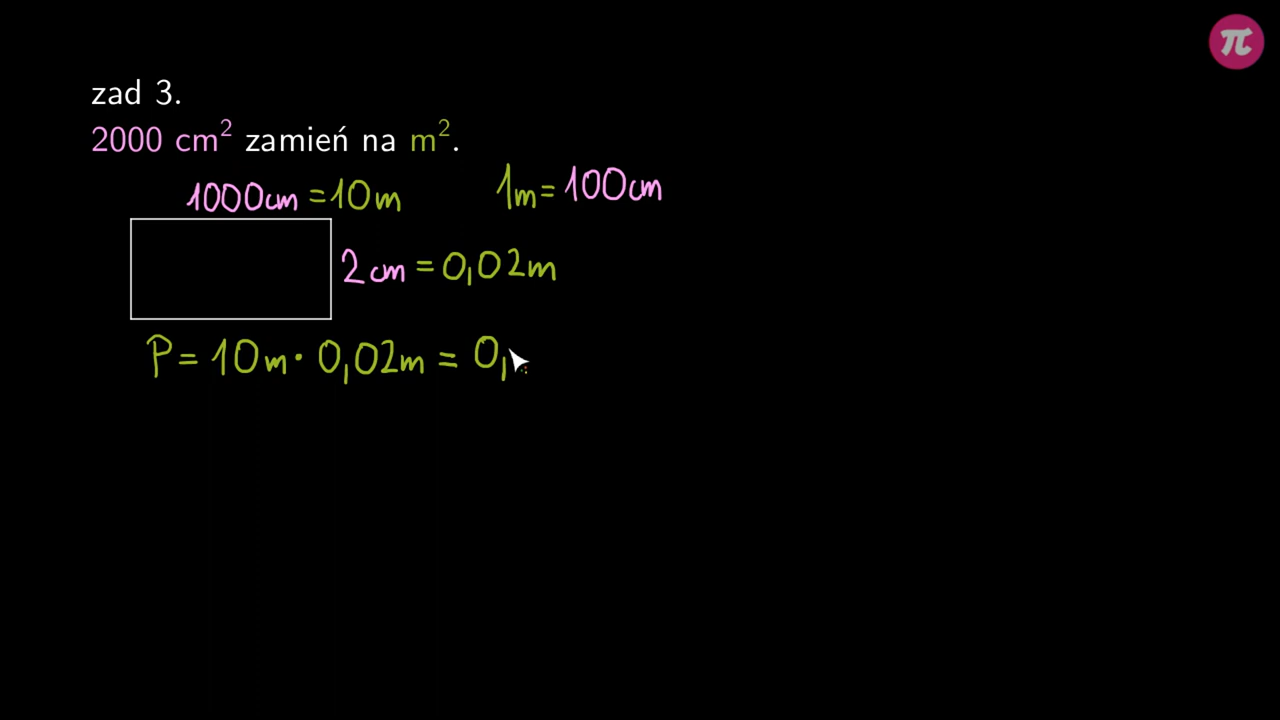 π
zad 3.
2000 cm² zamień na m².
1000cm = 10m 1m = 100cm
2cm = 0,02m
P = 10m · 0,02m = 0,